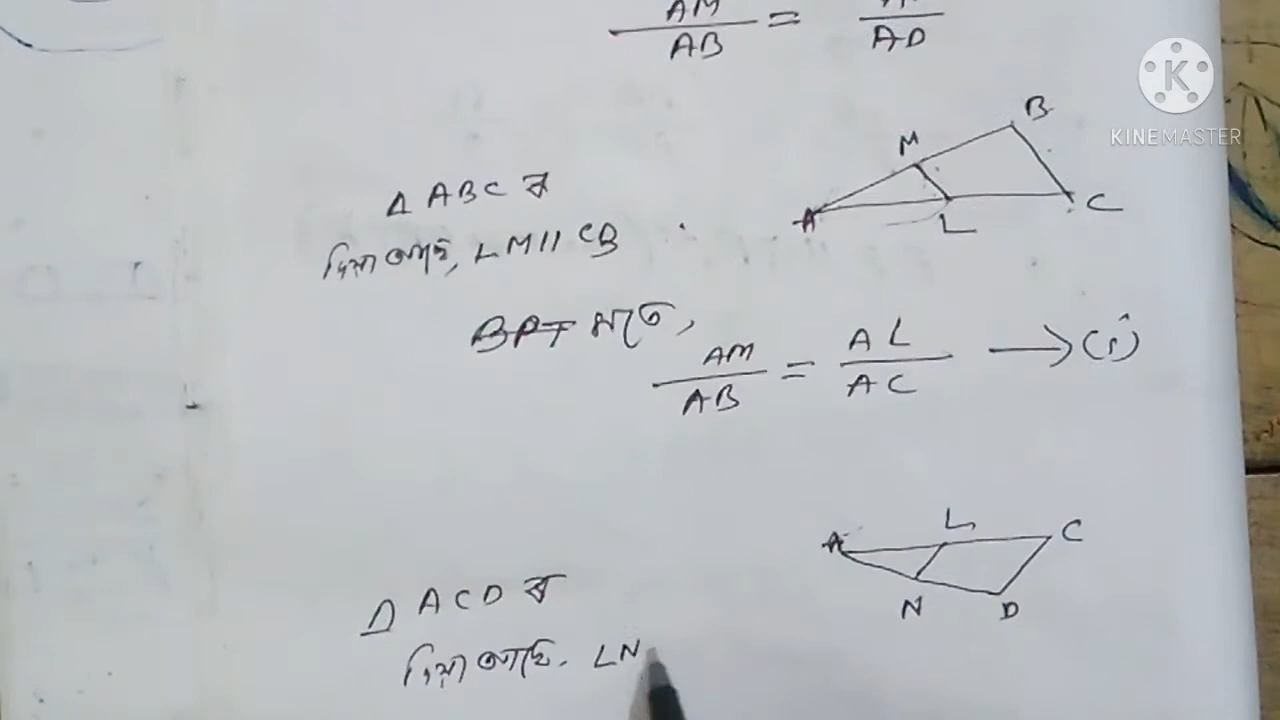 AM/AB = A/AD
K
KINEMASTER
B
M
A
L
C
Δ ABC ৰ
দিয়া আছে, LM || CB
BPT মতে,
AM/AB = AL/AC → (i)
A
L
C
N
D
Δ ACD ৰ
দিয়া আছে. LN